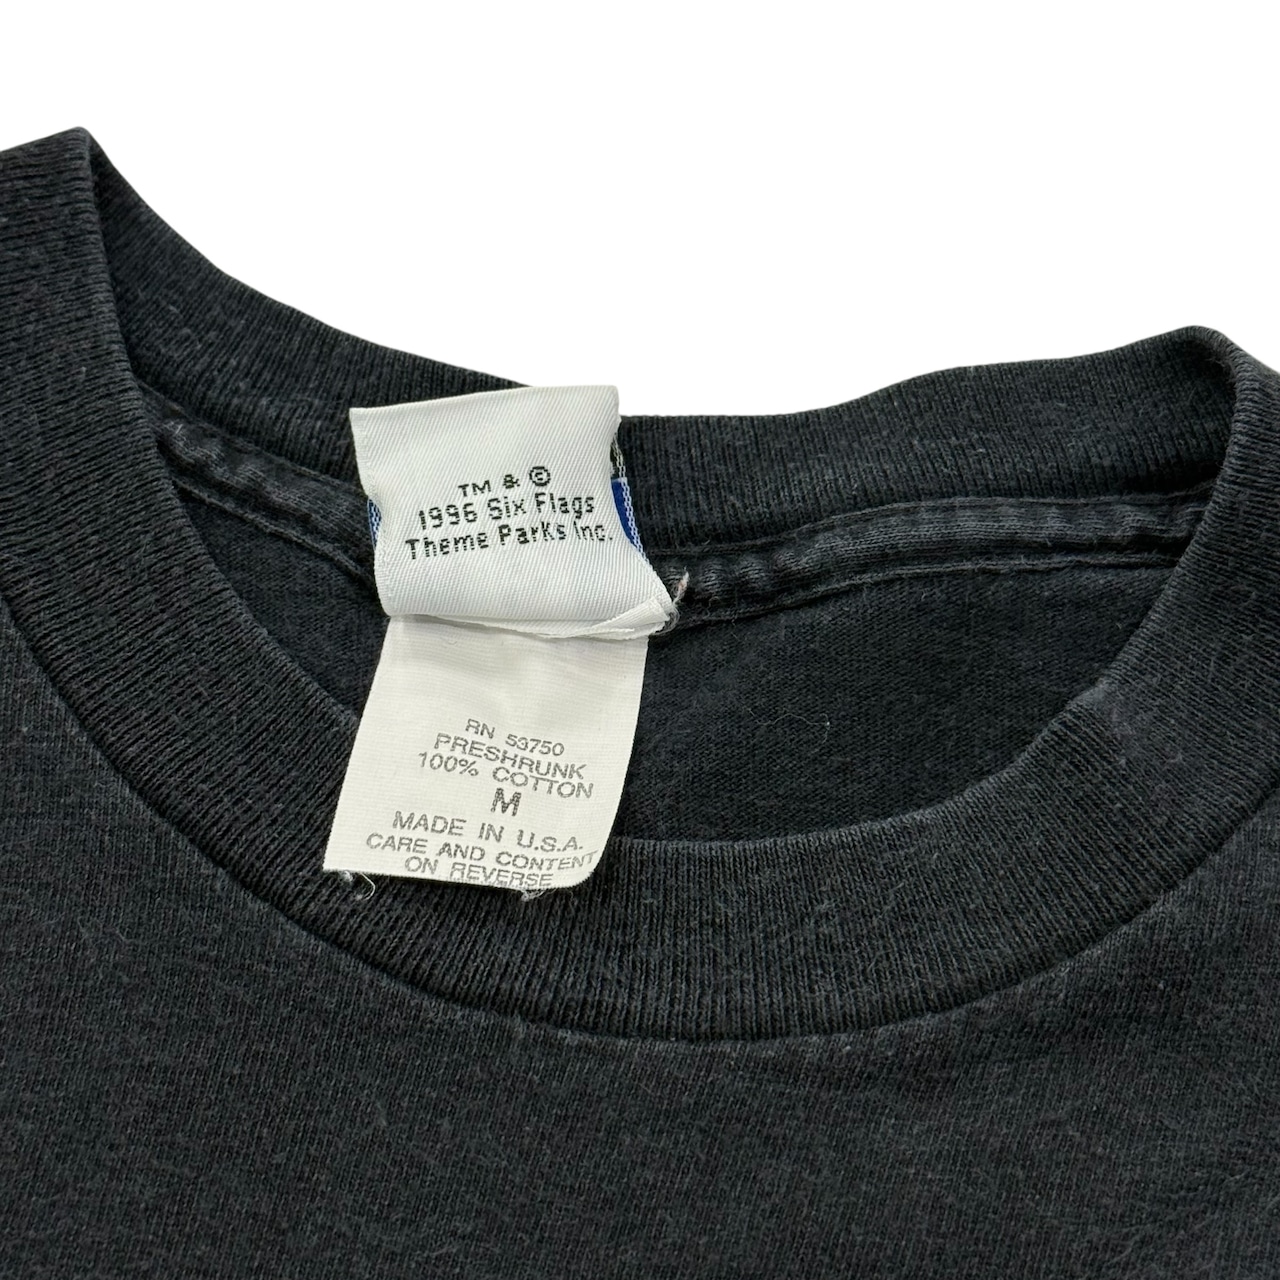 TM & ©
1996 Six Flags
Theme Parks Inc.
RN 53750
PRESHRUNK
100% COTTON
M
MADE IN U.S.A.
CARE AND CONTENT
ON REVERSE